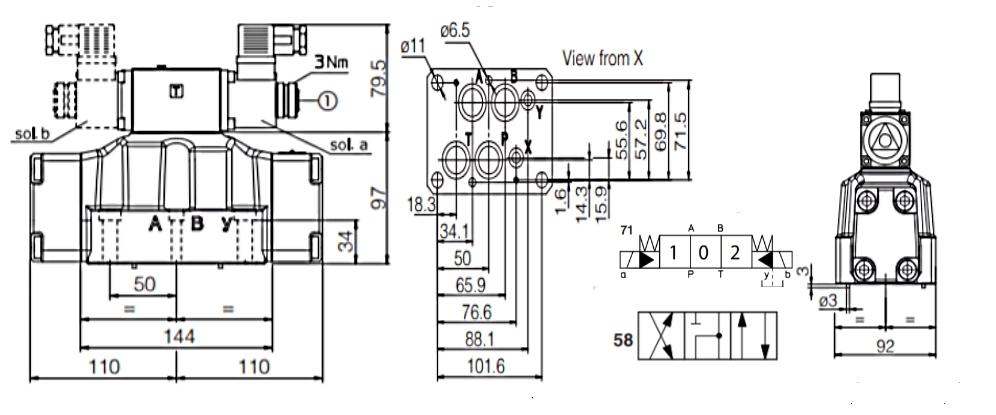 3Nm
T
1
sol.b
sol. a
79.5
97
34
A B y
50
= =
144
110 110
ø6.5
ø11
View from X
A B
Y
T P
X
55.6
57.2
69.8
71.5
1.6
14.3
15.9
18.3
34.1
50
65.9
76.6
88.1
101.6
71
A B
1 0 2
a P T y b
58
3
ø3
= =
92